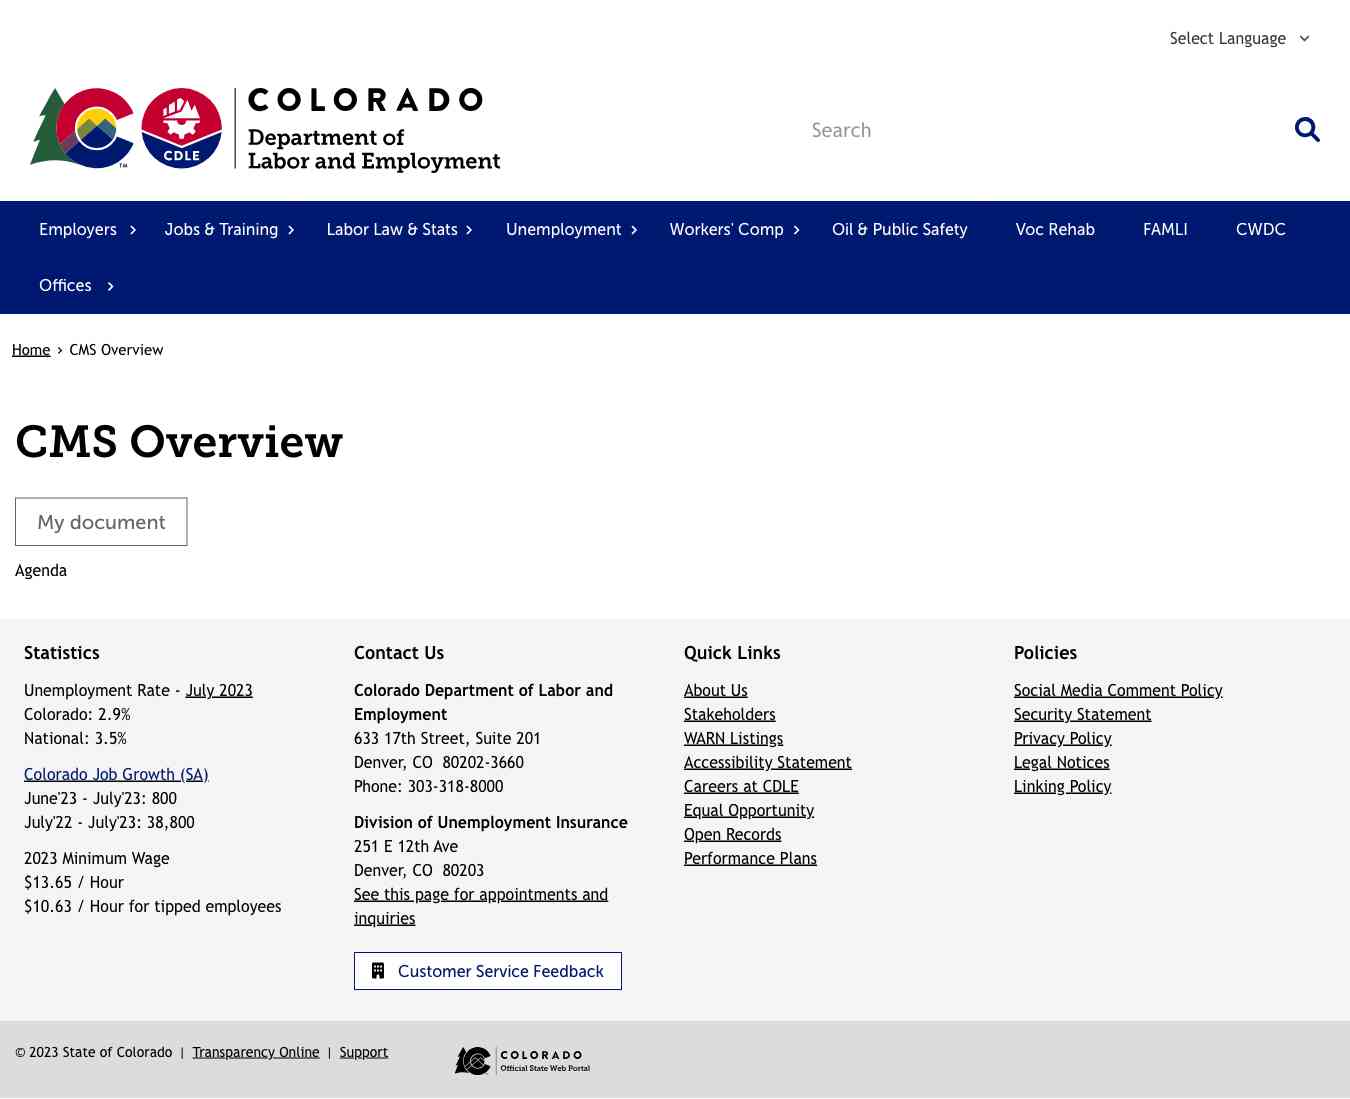 Select Language
COLORADO
Department of
Labor and Employment
CDLE
TM
Search
Employers Jobs & Training Labor Law & Stats Unemployment Workers' Comp Oil & Public Safety Voc Rehab FAMLI CWDC
Offices
Home › CMS Overview
CMS Overview
My document
Agenda
Statistics
Unemployment Rate - July 2023
Colorado: 2.9%
National: 3.5%
Colorado Job Growth (SA)
June'23 - July'23: 800
July'22 - July'23: 38,800
2023 Minimum Wage
$13.65 / Hour
$10.63 / Hour for tipped employees
Contact Us
Colorado Department of Labor and
Employment
633 17th Street, Suite 201
Denver, CO  80202-3660
Phone: 303-318-8000
Division of Unemployment Insurance
251 E 12th Ave
Denver, CO  80203
See this page for appointments and
inquiries
Customer Service Feedback
Quick Links
About Us
Stakeholders
WARN Listings
Accessibility Statement
Careers at CDLE
Equal Opportunity
Open Records
Performance Plans
Policies
Social Media Comment Policy
Security Statement
Privacy Policy
Legal Notices
Linking Policy
© 2023 State of Colorado | Transparency Online | Support
COLORADO
Official State Web Portal